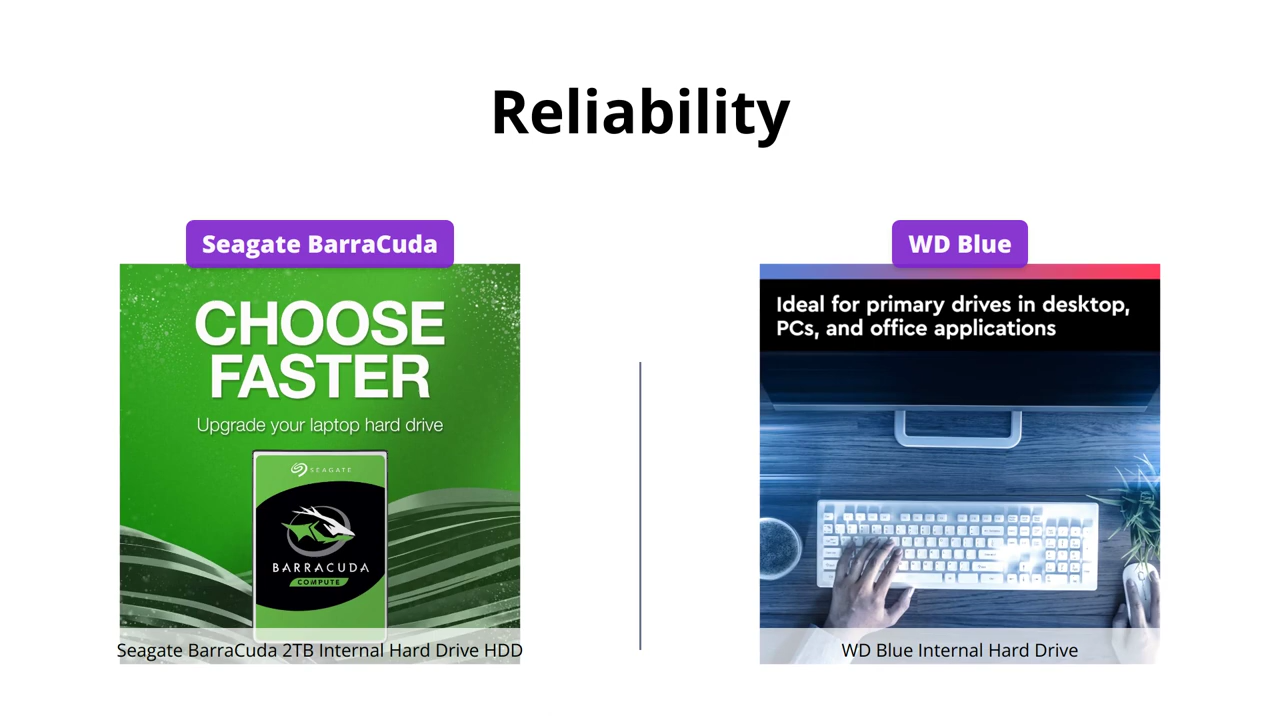 Reliability
Seagate BarraCuda
CHOOSE
FASTER
Upgrade your laptop hard drive
SEAGATE
BARRACUDA
COMPUTE
Seagate BarraCuda 2TB Internal Hard Drive HDD
WD Blue
Ideal for primary drives in desktop,
PCs, and office applications
WD Blue Internal Hard Drive